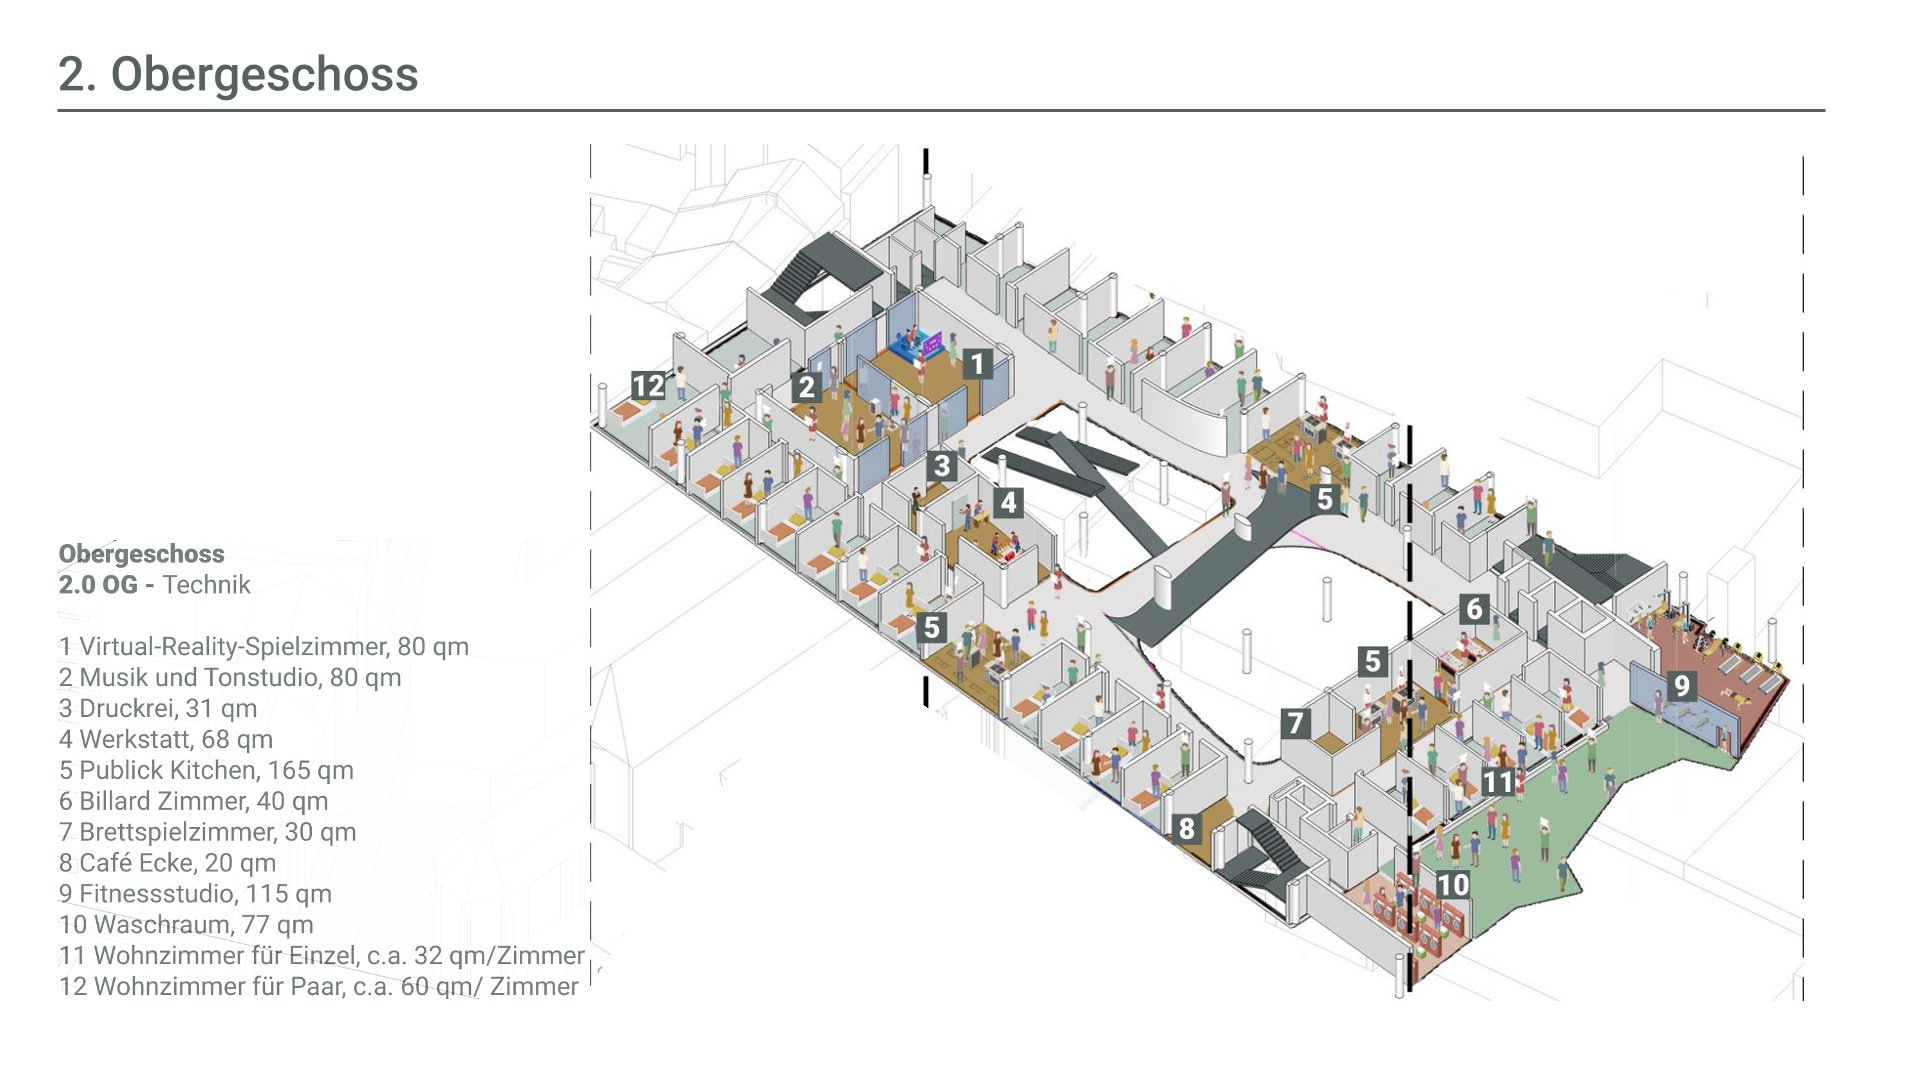 2. Obergeschoss
Obergeschoss
2.0 OG - Technik
1 Virtual-Reality-Spielzimmer, 80 qm
2 Musik und Tonstudio, 80 qm
3 Druckrei, 31 qm
4 Werkstatt, 68 qm
5 Publick Kitchen, 165 qm
6 Billard Zimmer, 40 qm
7 Brettspielzimmer, 30 qm
8 Café Ecke, 20 qm
9 Fitnessstudio, 115 qm
10 Waschraum, 77 qm
11 Wohnzimmer für Einzel, c.a. 32 qm/Zimmer
12 Wohnzimmer für Paar, c.a. 60 qm/ Zimmer
1
12
2
3
4
5
6
5
5
9
7
11
8
10